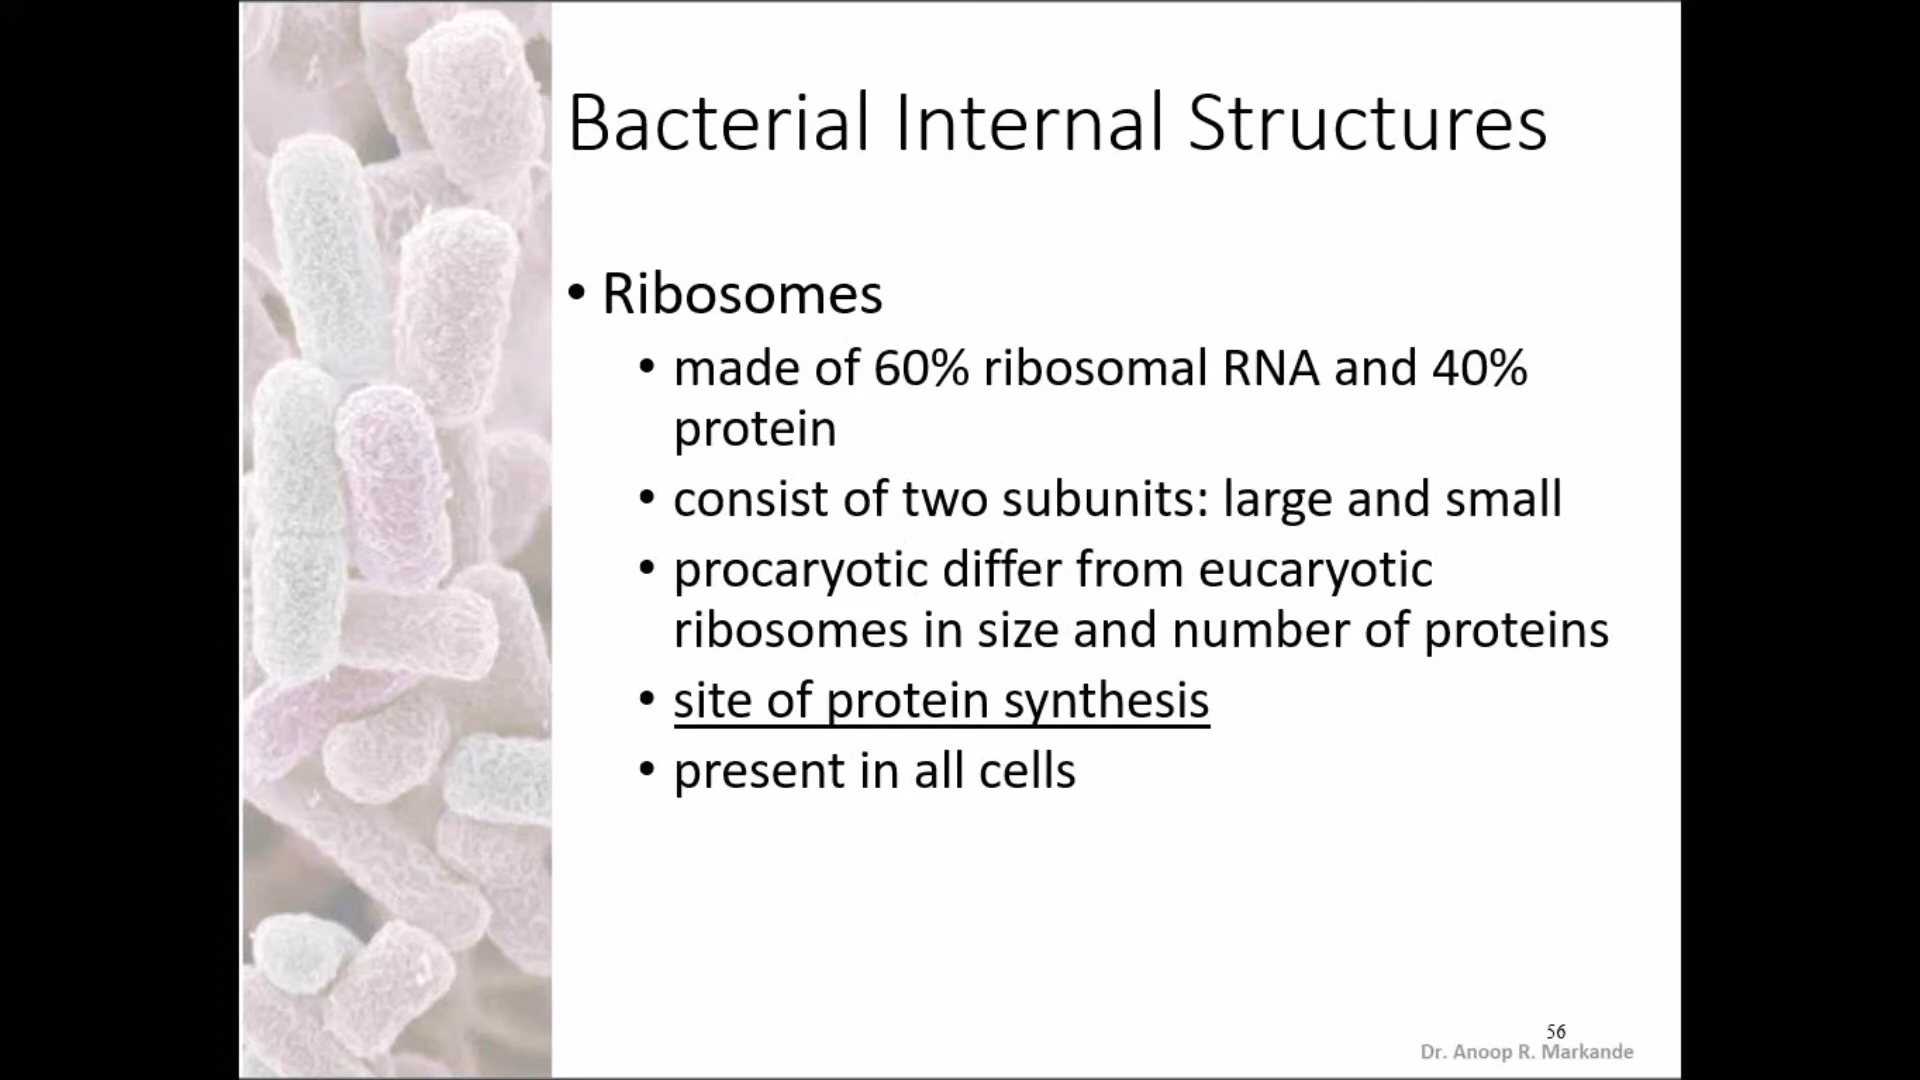 Bacterial Internal Structures
• Ribosomes
• made of 60% ribosomal RNA and 40%
protein
• consist of two subunits: large and small
• procaryotic differ from eucaryotic
ribosomes in size and number of proteins
• site of protein synthesis
• present in all cells
56
Dr. Anoop R. Markande